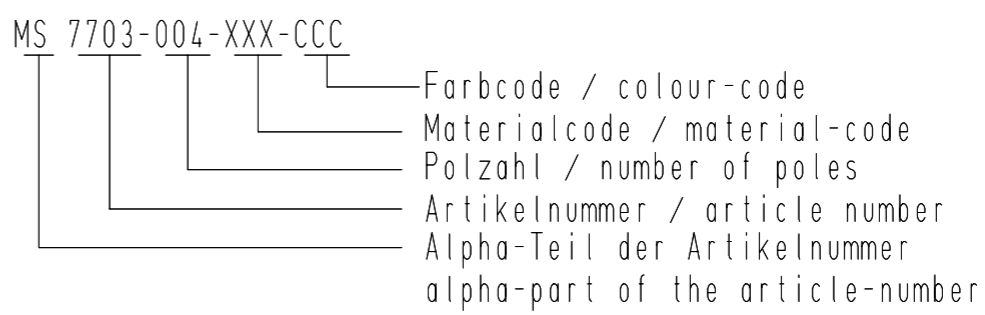 MS 7703-004-XXX-CCC
Farbcode / colour-code
Materialcode / material-code
Polzahl / number of poles
Artikelnummer / article number
Alpha-Teil der Artikelnummer
alpha-part of the article-number